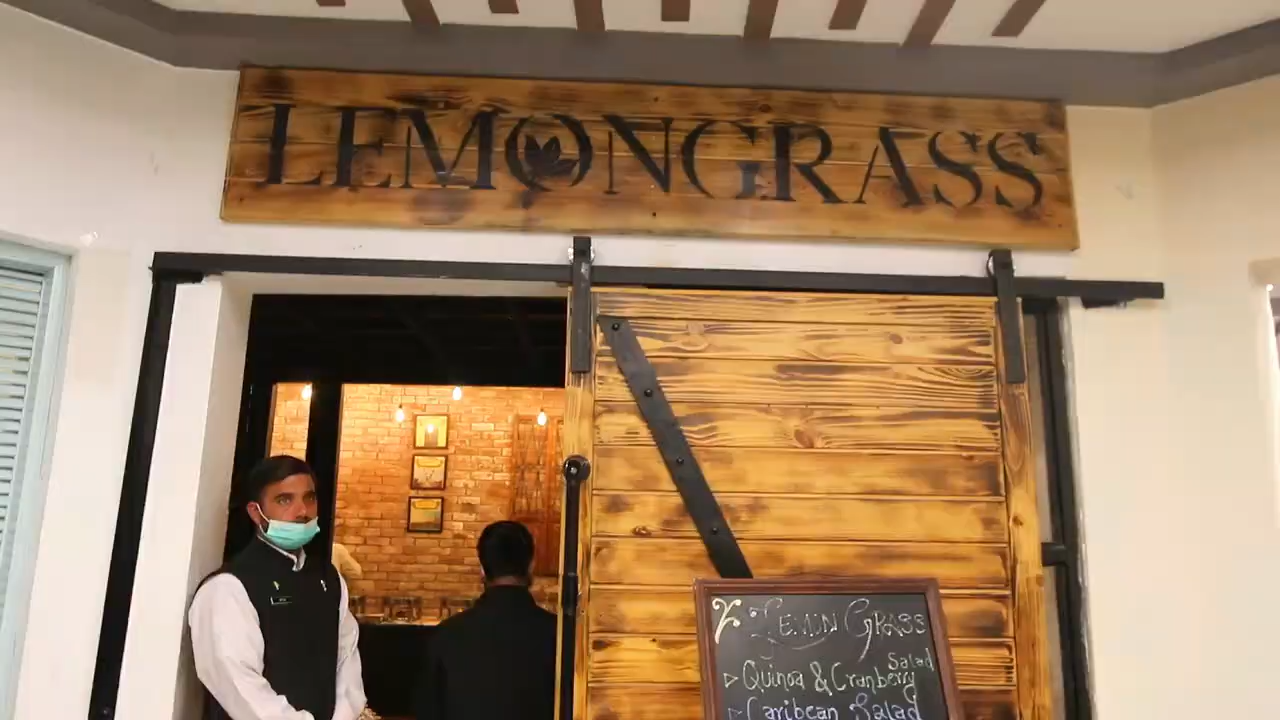 LEMONGRASS
LEMON GRASS
Quinoa & Cranberry Salad
Caribean Salad